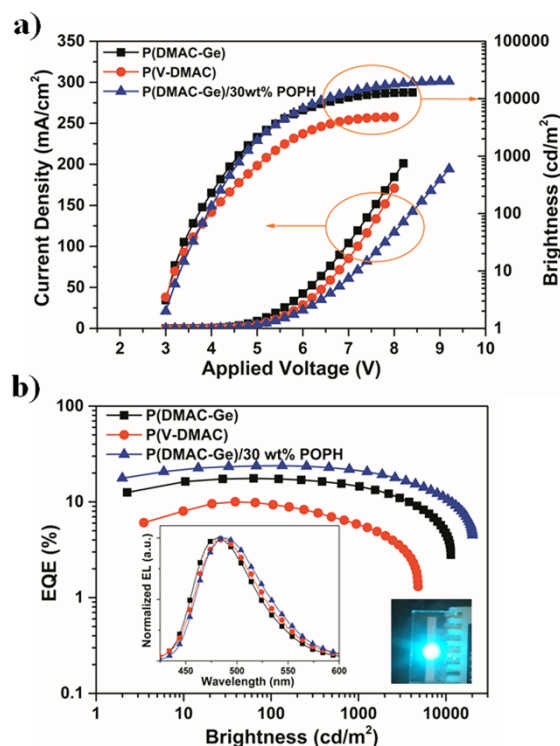 a)
350
300
250
200
150
100
50
0
Current Density (mA/cm²)
P(DMAC-Ge)
P(V-DMAC)
P(DMAC-Ge)/30wt% POPH
100000
10000
1000
100
10
1
Brightness (cd/m²)
2 3 4 5 6 7 8 9 10
Applied Voltage (V)
b)
100
10
1
0.1
EQE (%)
P(DMAC-Ge)
P(V-DMAC)
P(DMAC-Ge)/30 wt% POPH
Normalized EL (a.u.)
450 500 550 600
Wavelength (nm)
1 10 100 1000 10000
Brightness (cd/m²)